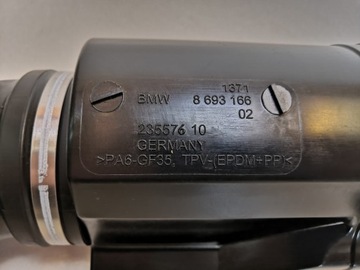 1371
BMW 8 693 166
02
235576 10
GERMANY
>PA6-GF35, TPV-(EPDM+PP)<